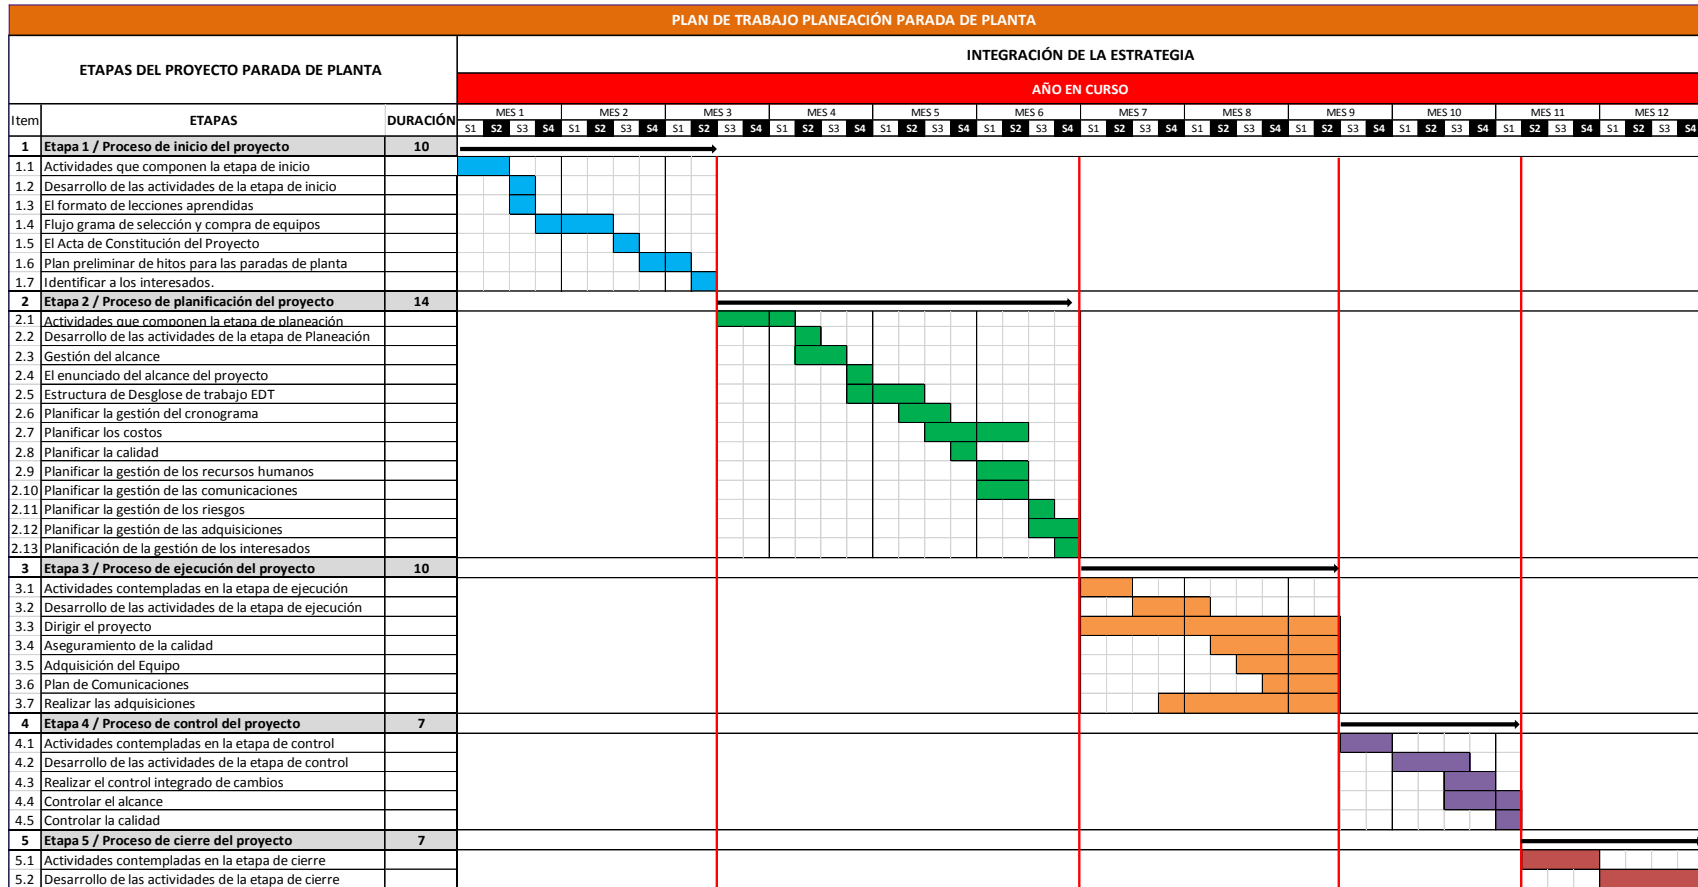 PLAN DE TRABAJO PLANEACIÓN PARADA DE PLANTA
ETAPAS DEL PROYECTO PARADA DE PLANTA
INTEGRACIÓN DE LA ESTRATEGIA
AÑO EN CURSO
Item ETAPAS DURACIÓN
MES 1 MES 2 MES 3 MES 4 MES 5 MES 6 MES 7 MES 8 MES 9 MES 10 MES 11 MES 12
S1 S2 S3 S4 S1 S2 S3 S4 S1 S2 S3 S4 S1 S2 S3 S4 S1 S2 S3 S4 S1 S2 S3 S4 S1 S2 S3 S4 S1 S2 S3 S4 S1 S2 S3 S4 S1 S2 S3 S4 S1 S2 S3 S4 S1 S2 S3 S4
1 Etapa 1 / Proceso de inicio del proyecto 10
1.1 Actividades que componen la etapa de inicio
1.2 Desarrollo de las actividades de la etapa de inicio
1.3 El formato de lecciones aprendidas
1.4 Flujo grama de selección y compra de equipos
1.5 El Acta de Constitución del Proyecto
1.6 Plan preliminar de hitos para las paradas de planta
1.7 Identificar a los interesados.
2 Etapa 2 / Proceso de planificación del proyecto 14
2.1 Actividades que componen la etapa de planeación
2.2 Desarrollo de las actividades de la etapa de Planeación
2.3 Gestión del alcance
2.4 El enunciado del alcance del proyecto
2.5 Estructura de Desglose de trabajo EDT
2.6 Planificar la gestión del cronograma
2.7 Planificar los costos
2.8 Planificar la calidad
2.9 Planificar la gestión de los recursos humanos
2.10 Planificar la gestión de las comunicaciones
2.11 Planificar la gestión de los riesgos
2.12 Planificar la gestión de las adquisiciones
2.13 Planificación de la gestión de los interesados
3 Etapa 3 / Proceso de ejecución del proyecto 10
3.1 Actividades contempladas en la etapa de ejecución
3.2 Desarrollo de las actividades de la etapa de ejecución
3.3 Dirigir el proyecto
3.4 Aseguramiento de la calidad
3.5 Adquisición del Equipo
3.6 Plan de Comunicaciones
3.7 Realizar las adquisiciones
4 Etapa 4 / Proceso de control del proyecto 7
4.1 Actividades contempladas en la etapa de control
4.2 Desarrollo de las actividades de la etapa de control
4.3 Realizar el control integrado de cambios
4.4 Controlar el alcance
4.5 Controlar la calidad
5 Etapa 5 / Proceso de cierre del proyecto 7
5.1 Actividades contempladas en la etapa de cierre
5.2 Desarrollo de las actividades de la etapa de cierre